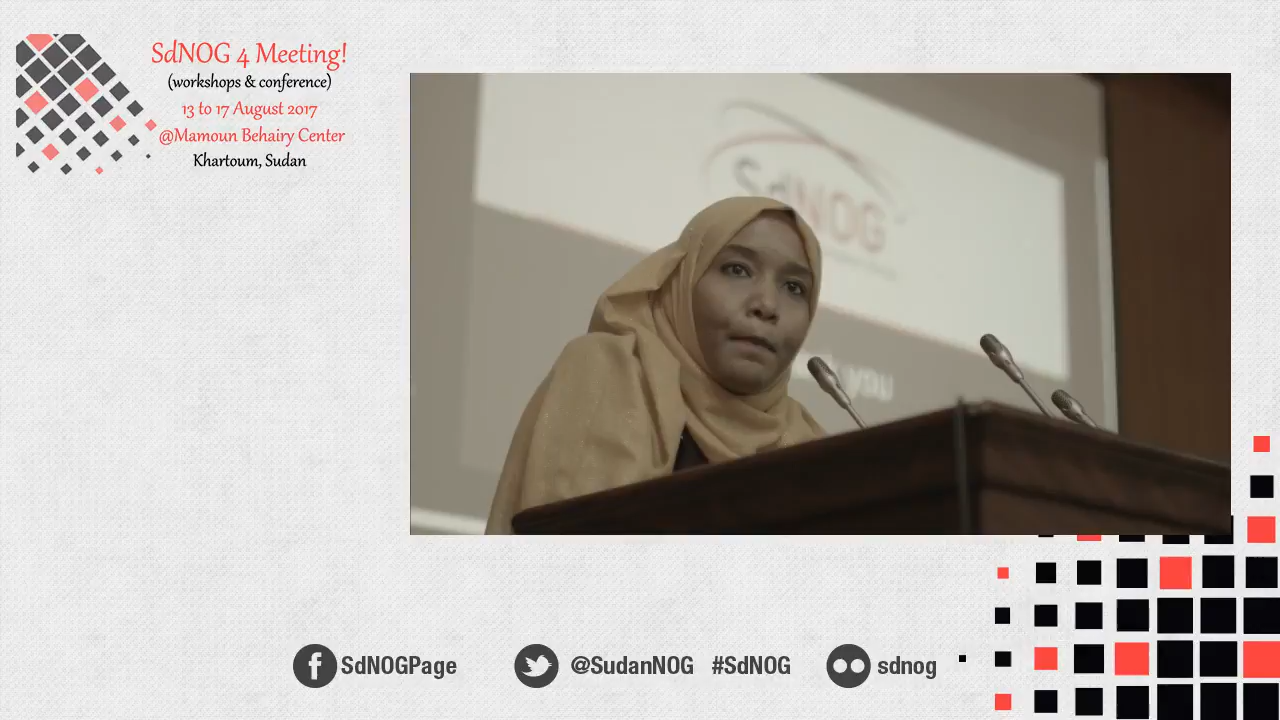 SdNOG 4 Meeting!
(workshops & conference)
13 to 17 August 2017
@Mamoun Behairy Center
Khartoum, Sudan
SdNOG
you
SdNOGPage
@SudanNOG #SdNOG
sdnog